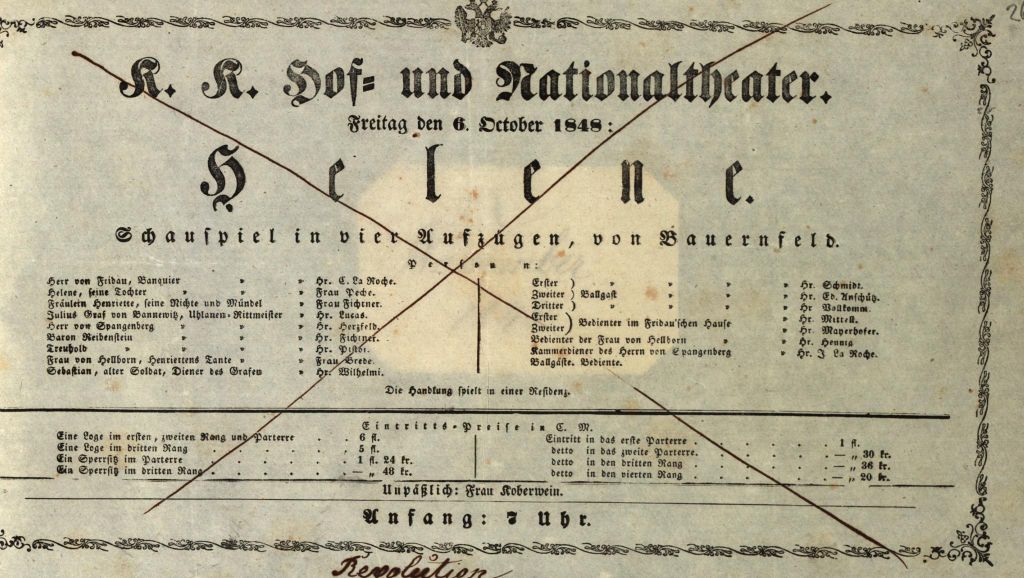 K. K. Hof- und Nationaltheater.
Freitag den 6. October 1848:
Helene.
Schauspiel in vier Aufzügen, von Bauernfeld.
Personen:
Herr von Fridau, Banquier " " Hr. C. La Roche.
Helene, seine Tochter " " Frau Peche.
Fräulein Henriette, seine Nichte und Mündel " Frau Fichtner.
Julius Graf von Bannewitz, Uhlanen-Rittmeister " Hr. Lucas.
Herr von Spangenberg " " Hr. Herzfeld.
Baron Reibenstein " " Hr. Fichtner.
Treuhold " " Hr. Pistor.
Frau von Hellborn, Henriettens Tante " " Frau Brede.
Sebastian, alter Soldat, Diener des Grafen " Hr. Wilhelmi.
Erster ) " " " Hr. Schmidt.
Zweiter ) Ballgast " " " Hr. Ed. Anschütz.
Dritter ) " " " Hr. Vollkomm.
Erster ) " Hr. Mittell.
Zweiter ) Bedienter im Fridau'schen Hause " Hr. Mayerhofer.
Bedienter der Frau von Hellborn " " Hr. Hennig
Kammerdiener des Herrn von Spangenberg " Hr. J La Roche.
Ballgäste. Bediente.
Die Handlung spielt in einer Residenz.
Eintritts-Preise in C. M.
Eine Loge im ersten, zweiten Rang und Parterre . . 6 fl.
Eine Loge im dritten Rang . . . . . 5 fl.
Ein Sperrsitz im Parterre . . . . . 1 fl. 24 kr.
Ein Sperrsitz im dritten Rang . . . . — „ 48 kr.
Eintritt in das erste Parterre . . . . . 1 fl.
detto in das zweite Parterre. . . . . — „ 30 kr.
detto in den dritten Rang . . . . . — „ 36 kr.
detto in den vierten Rang . . . . . — „ 20 kr.
Unpäßlich: Frau Koberwein.
Anfang: 7 Uhr.
Revolution